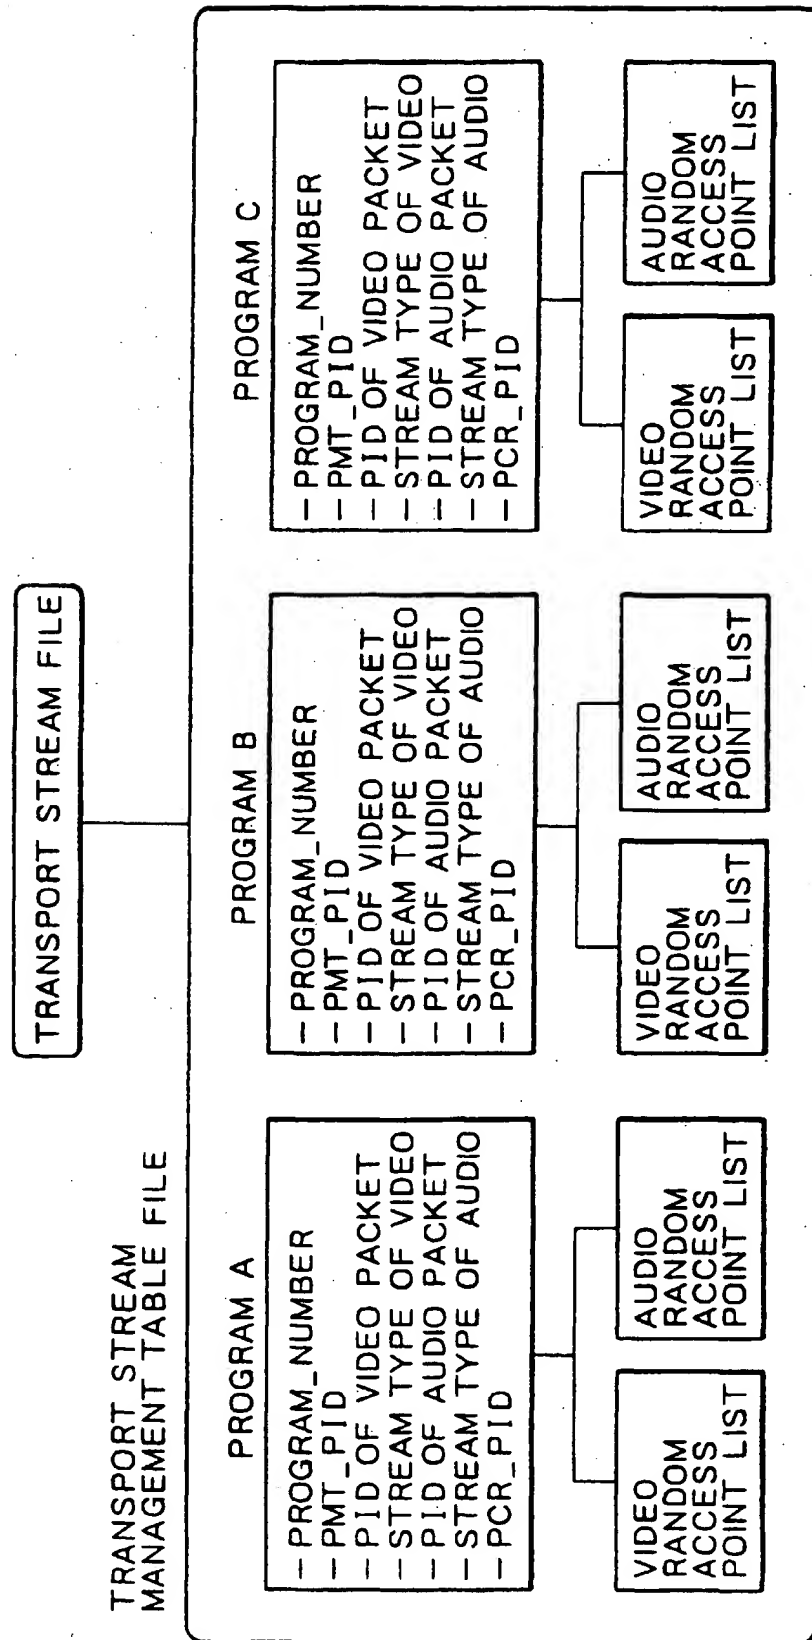 TRANSPORT STREAM FILE
TRANSPORT STREAM
MANAGEMENT TABLE FILE
PROGRAM A
– PROGRAM_NUMBER
– PMT_PID
– PID OF VIDEO PACKET
– STREAM TYPE OF VIDEO
– PID OF AUDIO PACKET
– STREAM TYPE OF AUDIO
– PCR_PID
VIDEO
RANDOM
ACCESS
POINT LIST
AUDIO
RANDOM
ACCESS
POINT LIST
PROGRAM B
– PROGRAM_NUMBER
– PMT_PID
– PID OF VIDEO PACKET
– STREAM TYPE OF VIDEO
– PID OF AUDIO PACKET
– STREAM TYPE OF AUDIO
– PCR_PID
VIDEO
RANDOM
ACCESS
POINT LIST
AUDIO
RANDOM
ACCESS
POINT LIST
PROGRAM C
– PROGRAM_NUMBER
– PMT_PID
– PID OF VIDEO PACKET
– STREAM TYPE OF VIDEO
– PID OF AUDIO PACKET
– STREAM TYPE OF AUDIO
– PCR_PID
VIDEO
RANDOM
ACCESS
POINT LIST
AUDIO
RANDOM
ACCESS
POINT LIST